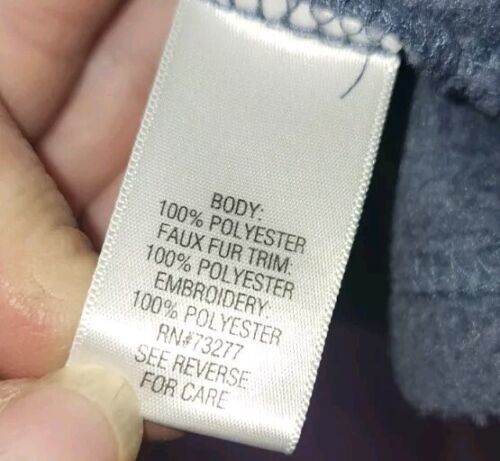 BODY:
100% POLYESTER
FAUX FUR TRIM:
100% POLYESTER
EMBROIDERY:
100% POLYESTER
RN#73277
SEE REVERSE
FOR CARE